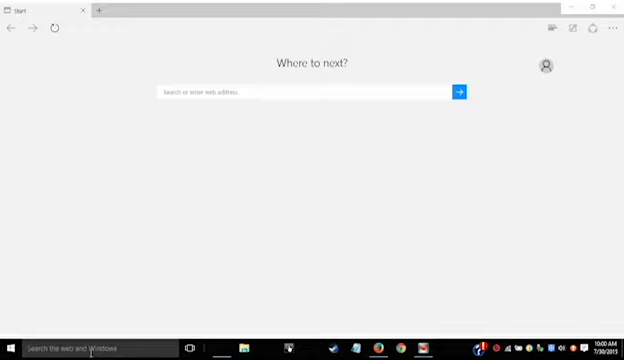 Start
Where to next?
Search or enter web address
Search the web and Windows
10:00 AM
7/30/2015